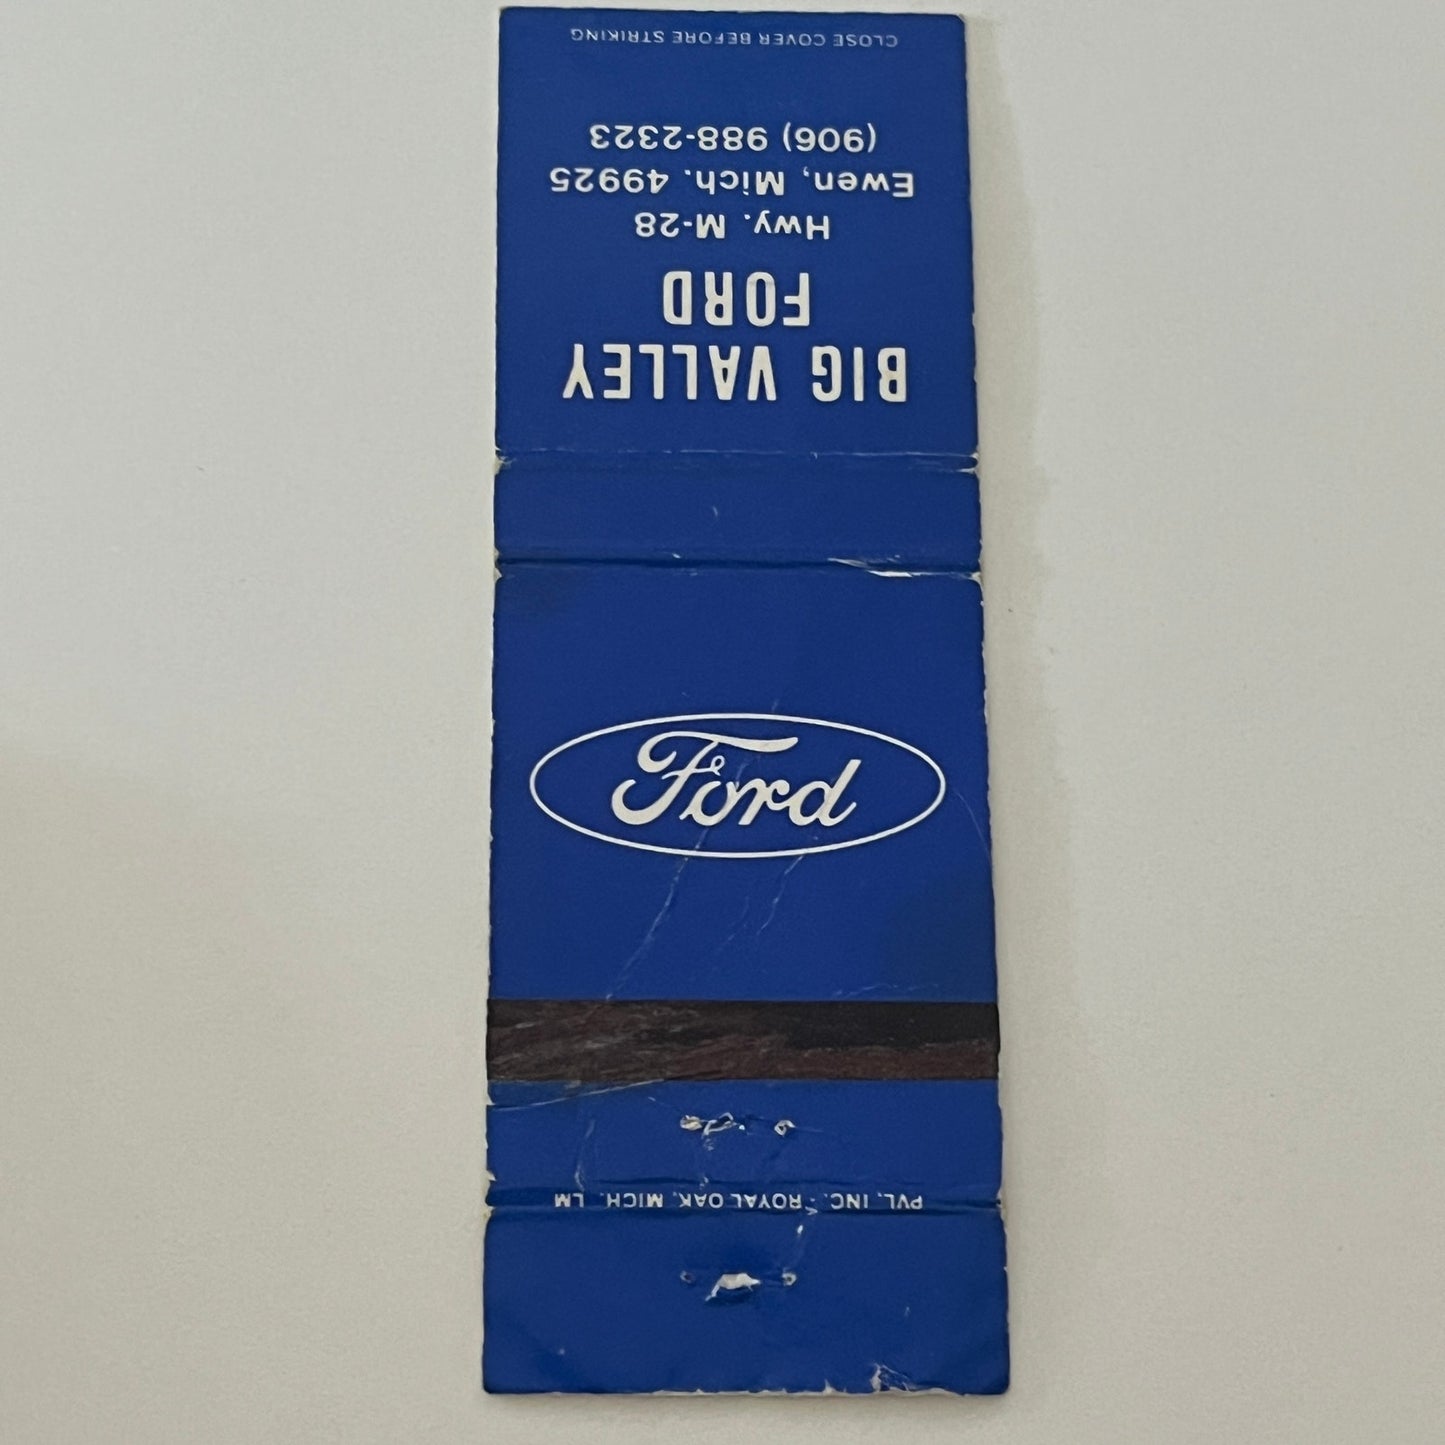 BIG VALLEY
FORD
Hwy. M-28
Ewen, Mich. 49925
(906) 988-2323
CLOSE COVER BEFORE STRIKING
Ford
PVL, INC. - ROYAL OAK, MICH. LM